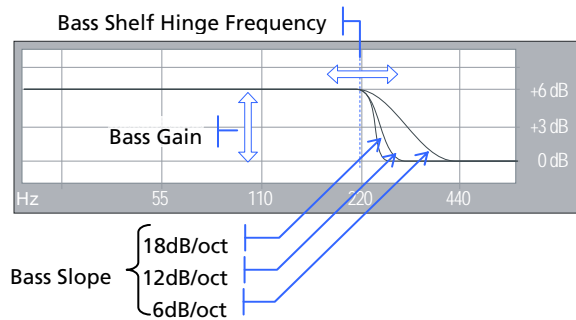 Bass Shelf Hinge Frequency
+6 dB
Bass Gain
+3 dB
0 dB
Hz 55 110 220 440
18dB/oct
Bass Slope
12dB/oct
6dB/oct